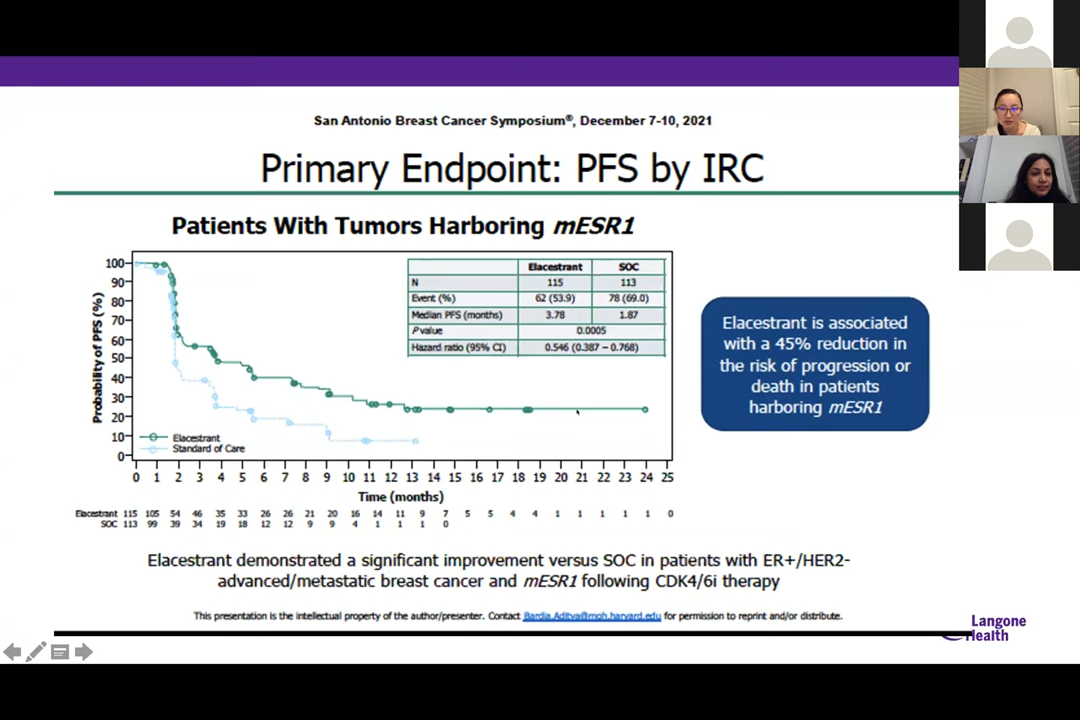 San Antonio Breast Cancer Symposium®, December 7-10, 2021
Primary Endpoint: PFS by IRC
Patients With Tumors Harboring mESR1
Probability of PFS (%)
100
90
80
70
60
50
40
30
20
10
0
Elacestrant SOC
N 115 113
Event (%) 62 (53.9) 78 (69.0)
Median PFS (months) 3.78 1.87
P value 0.0005
Hazard ratio (95% CI) 0.546 (0.387 – 0.768)
Elacestrant
Standard of Care
0 1 2 3 4 5 6 7 8 9 10 11 12 13 14 15 16 17 18 19 20 21 22 23 24 25
Time (months)
Elacestrant 115 105 54 46 35 33 26 26 21 20 16 14 11 9 7 5 5 4 4 1 1 1 1 1 0
SOC 113 99 39 34 19 18 12 12 9 9 4 1 1 1 0
Elacestrant is associated
with a 45% reduction in
the risk of progression or
death in patients
harboring mESR1
Elacestrant demonstrated a significant improvement versus SOC in patients with ER+/HER2-
advanced/metastatic breast cancer and mESR1 following CDK4/6i therapy
This presentation is the intellectual property of the author/presenter. Contact Bardia.Aditya@mgh.harvard.edu for permission to reprint and/or distribute.
Langone
Health